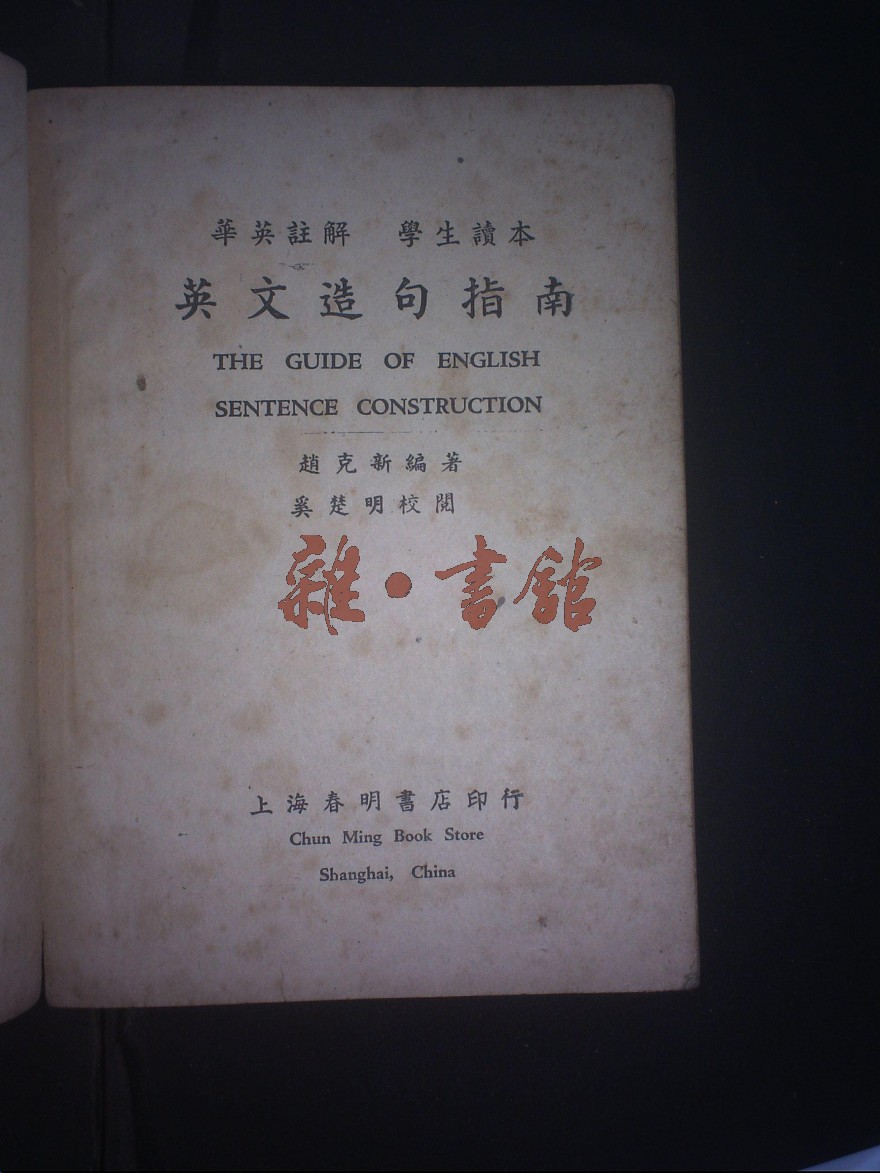 華英註解　學生讀本
英文造句指南
THE GUIDE OF ENGLISH
SENTENCE CONSTRUCTION
趙克新編著
奚楚明校閱
雜·書館
上海春明書店印行
Chun Ming Book Store
Shanghai, China